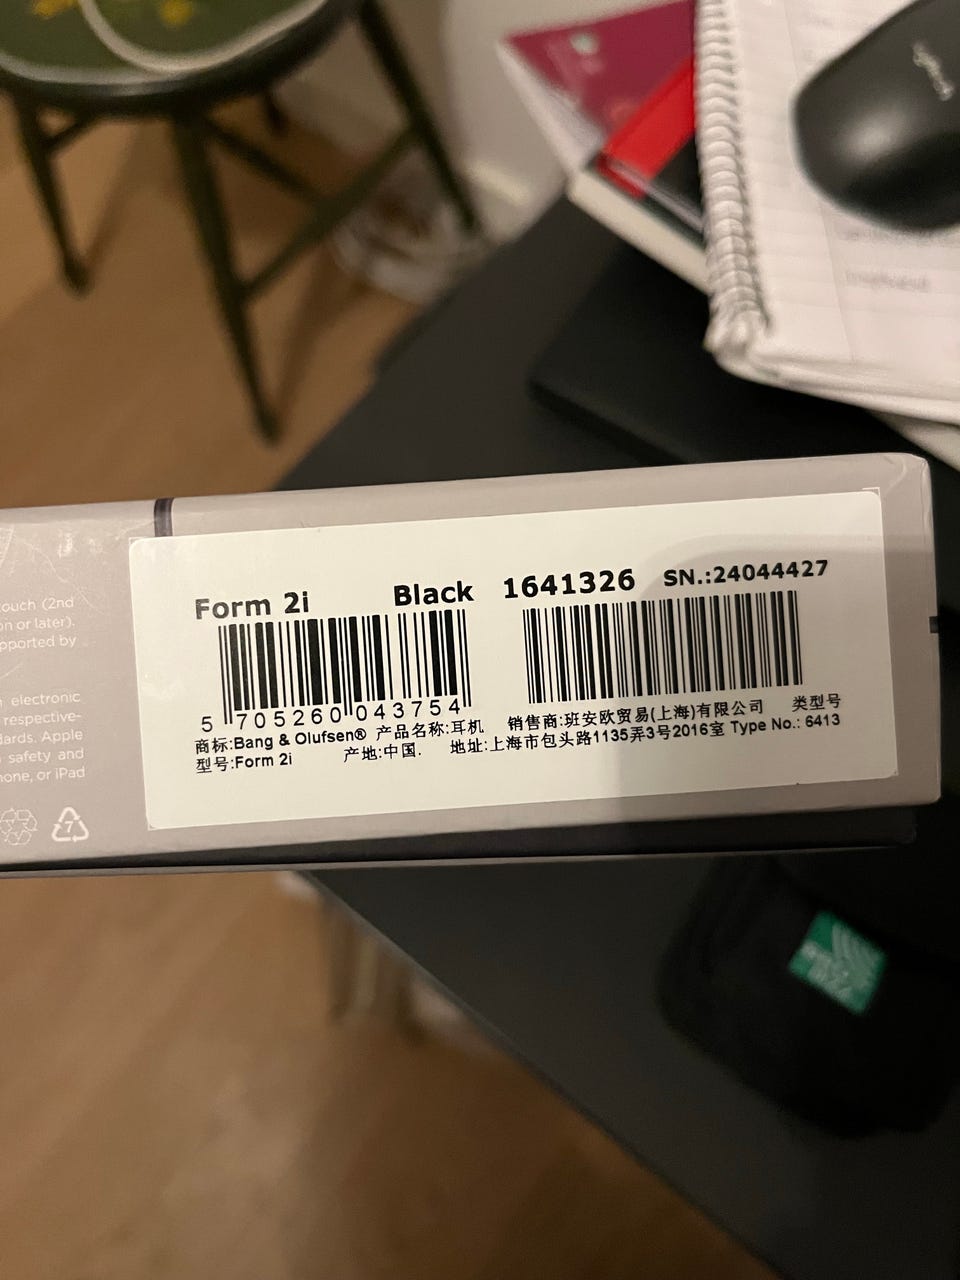 Form 2i Black 1641326 SN.:24044427
5 705260 043754
商标:Bang & Olufsen® 产品名称:耳机 销售商:班安欧贸易(上海)有限公司 类型号
型号:Form 2i 产地:中国. 地址:上海市包头路1135弄3号2016室 Type No.: 6413
touch (2nd
on or later).
supported by
electronic
respective-
dards. Apple
safety and
hone, or iPad
7